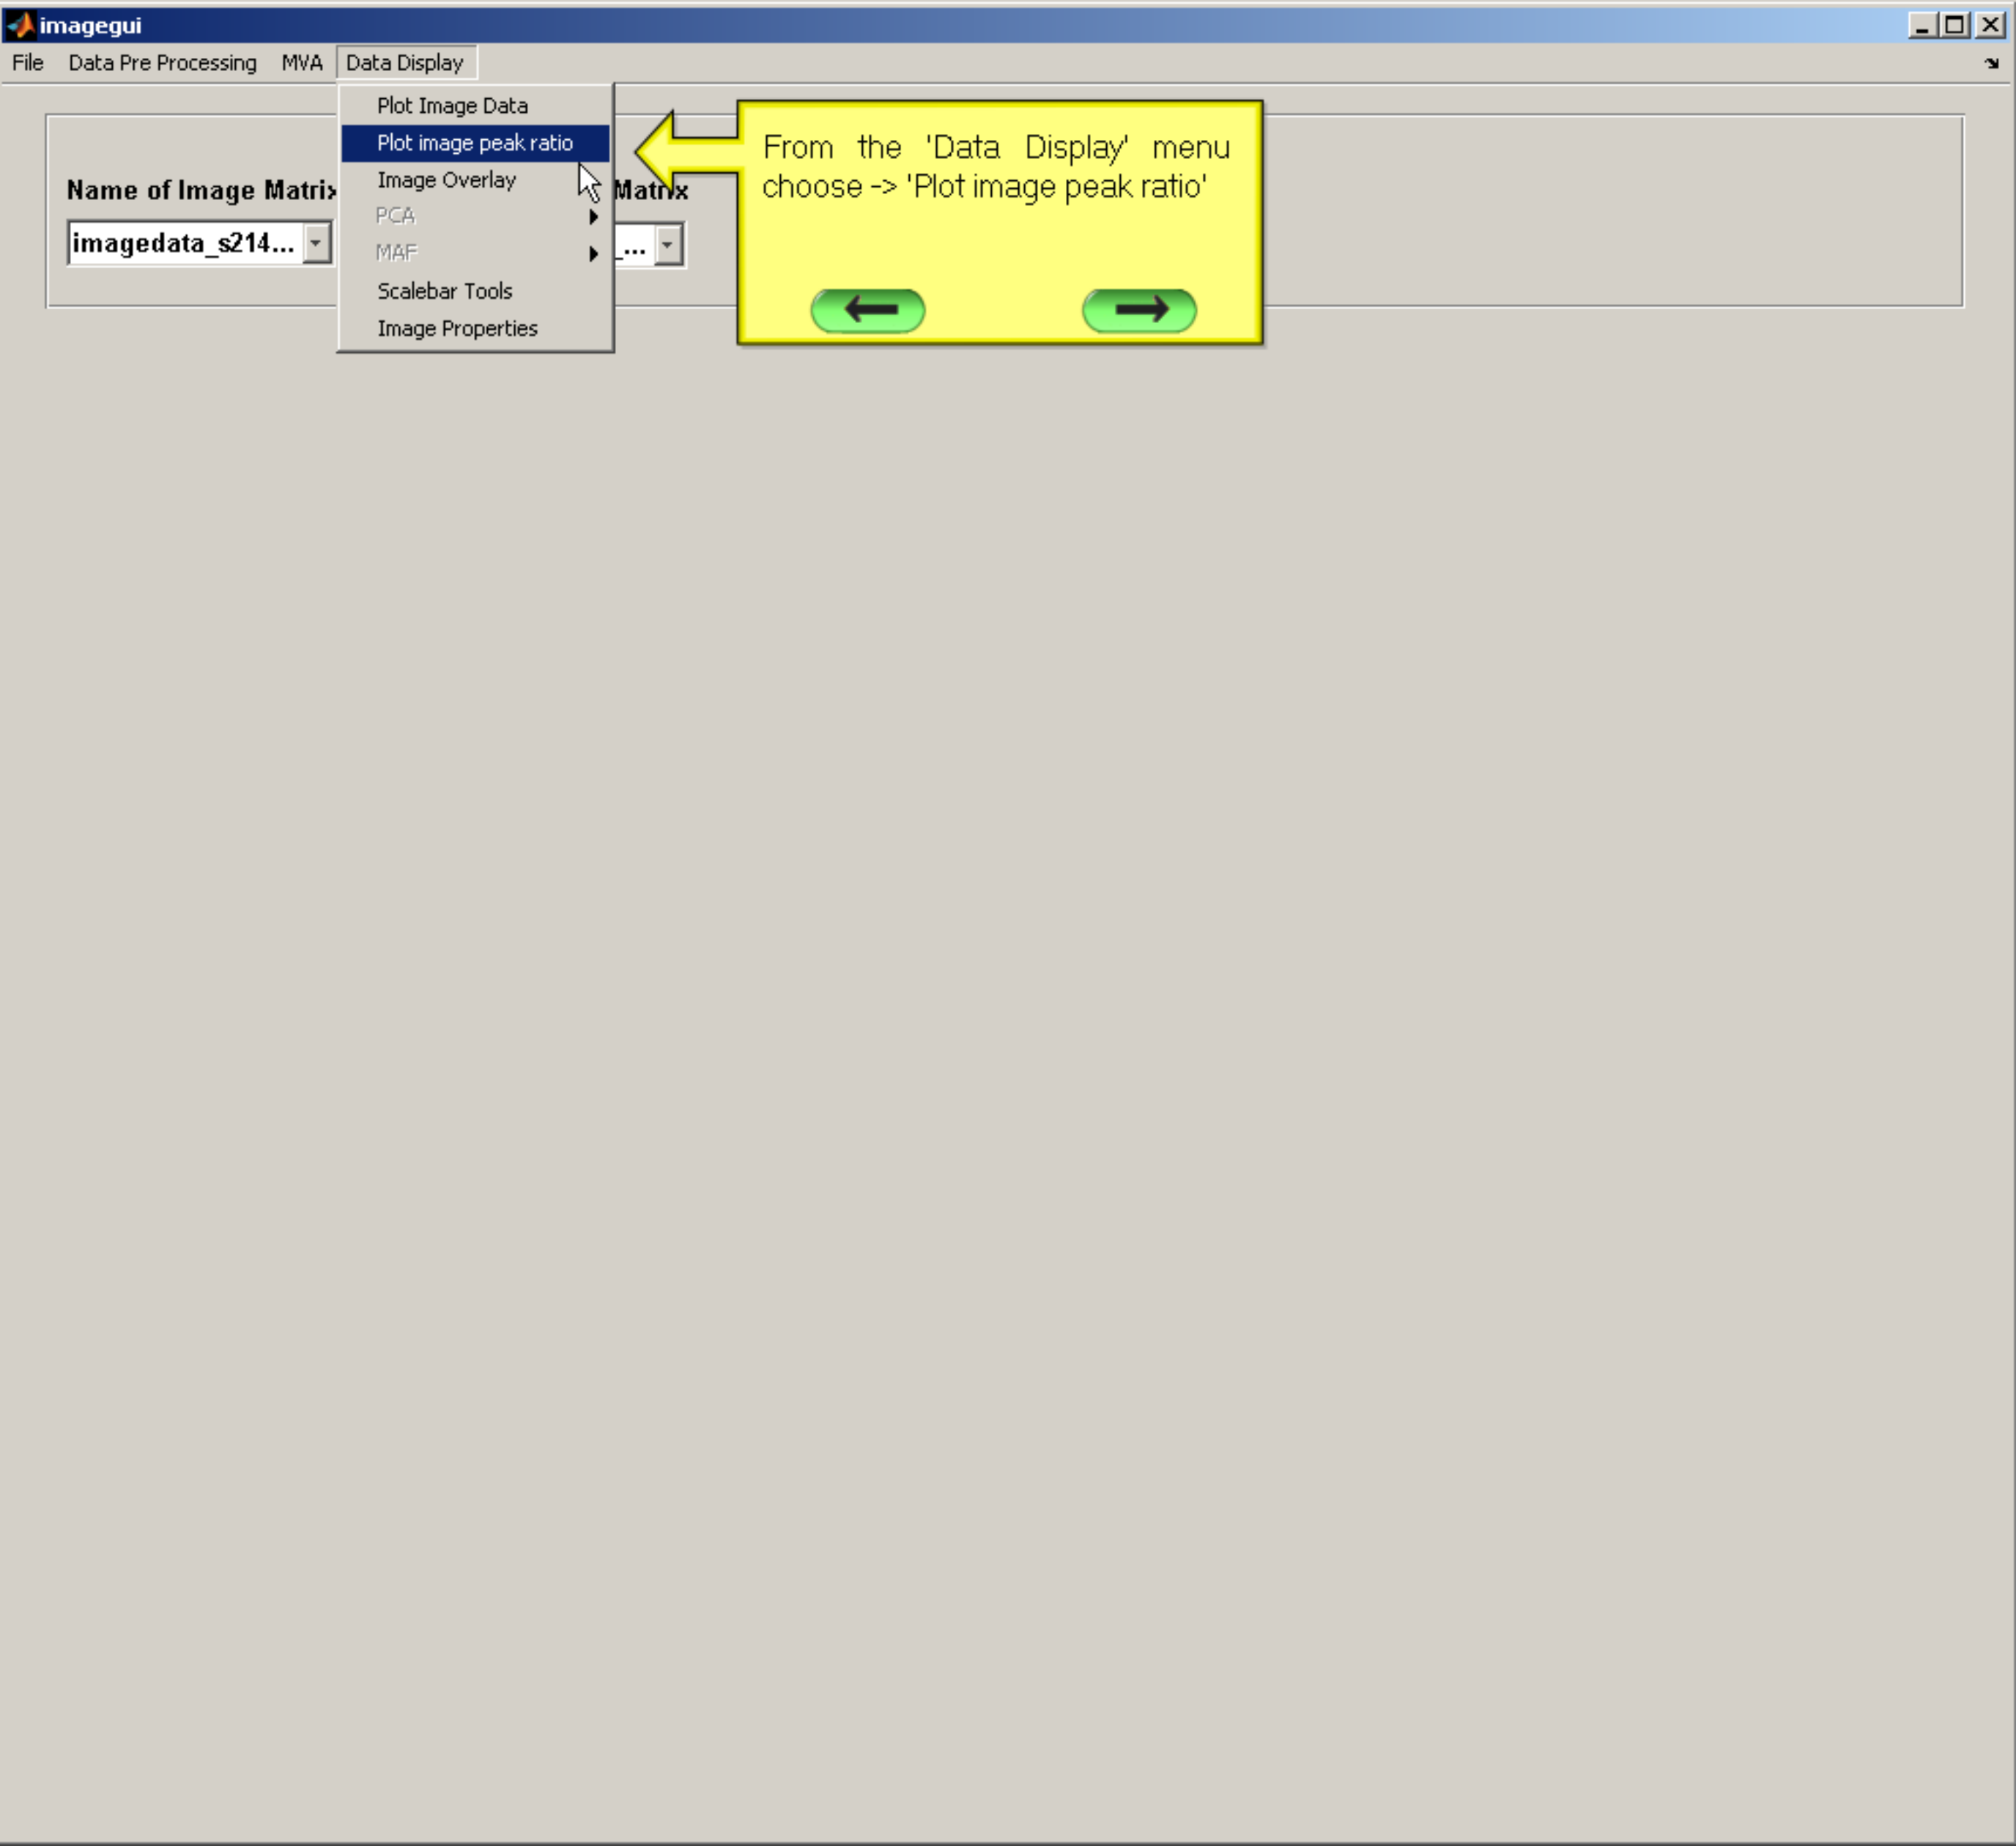 imagegui
File Data Pre Processing MVA Data Display
Plot Image Data
Plot image peak ratio
Image Overlay
PCA
MAF
Scalebar Tools
Image Properties
Name of Image Matrix
Matrix
imagedata_s214...
_...
From the 'Data Display' menu
choose -> 'Plot image peak ratio'